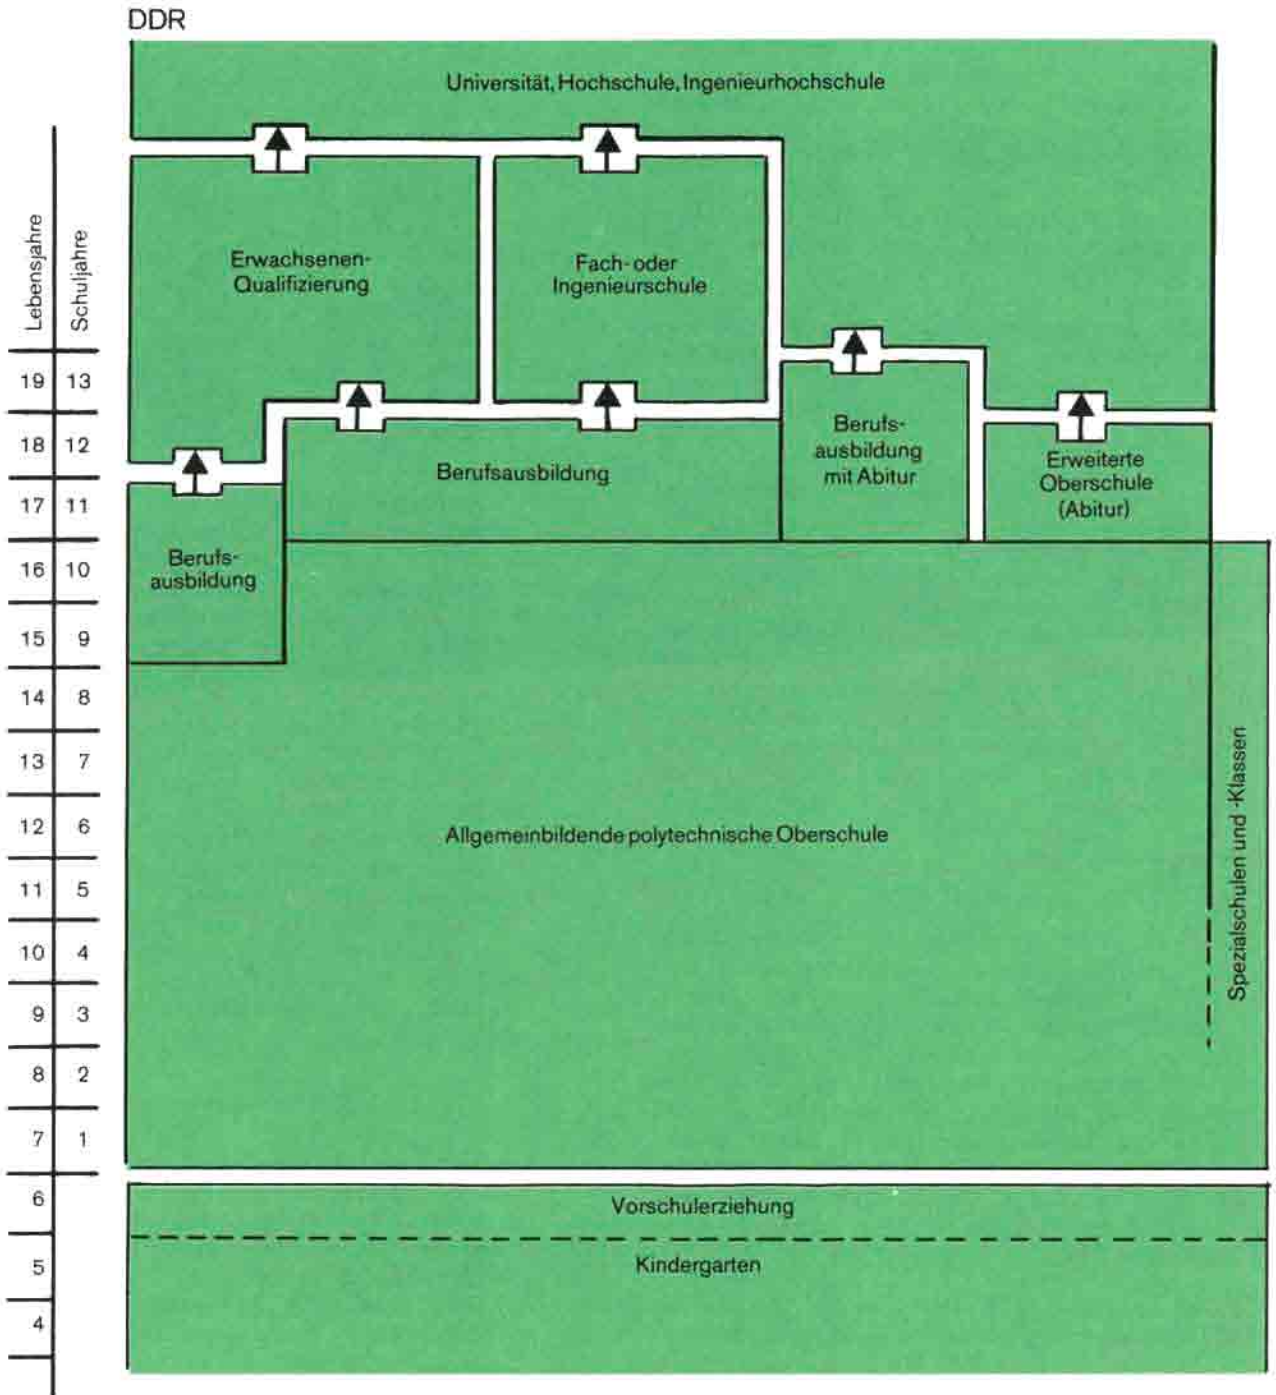 DDR
Universität, Hochschule, Ingenieurhochschule
Lebensjahre
Schuljahre
Erwachsenen-
Qualifizierung
Fach- oder
Ingenieurschule
19 13
18 12
17 11
16 10
15 9
14 8
13 7
12 6
11 5
10 4
9 3
8 2
7 1
6
5
4
Berufs-
ausbildung
mit Abitur
Erweiterte
Oberschule
(Abitur)
Berufsausbildung
Berufs-
ausbildung
Allgemeinbildende polytechnische Oberschule
Spezialschulen und -Klassen
Vorschulerziehung
Kindergarten